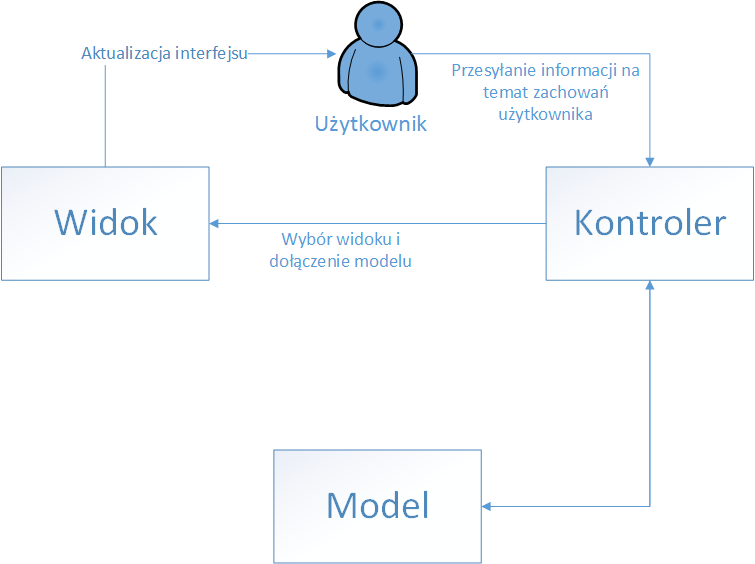 Aktualizacja interfejsu
Użytkownik
Przesyłanie informacji na
temat zachowań
użytkownika
Widok
Kontroler
Wybór widoku i
dołączenie modelu
Model